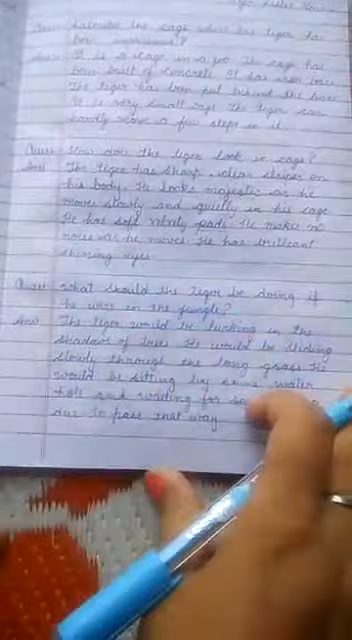 Ques: Describe the cage where the tiger has
been imprisoned?
Ans: It is a cage in a zoo. The cage has
been built of concrete. It has iron bars
The tiger has been put behind the bars
It is very small cage The tiger can
hardly move a few steps in it.
Ques: How does the tiger look in cage?
Ans The tiger has sharp clear stripes on
his body. He looks majestic as he
moves slowly and quietly in his cage
He has soft velvety pads. He makes no
noise as he moves. He has brilliant
shining eyes.
Ques: What should the tiger be doing if
he were in the jungle?
Ans The tiger would be lurking in the
shadow of trees. He would be sliding
slowly through the long grass. He
would be sitting by some water
hole and waiting for
due to pass that way